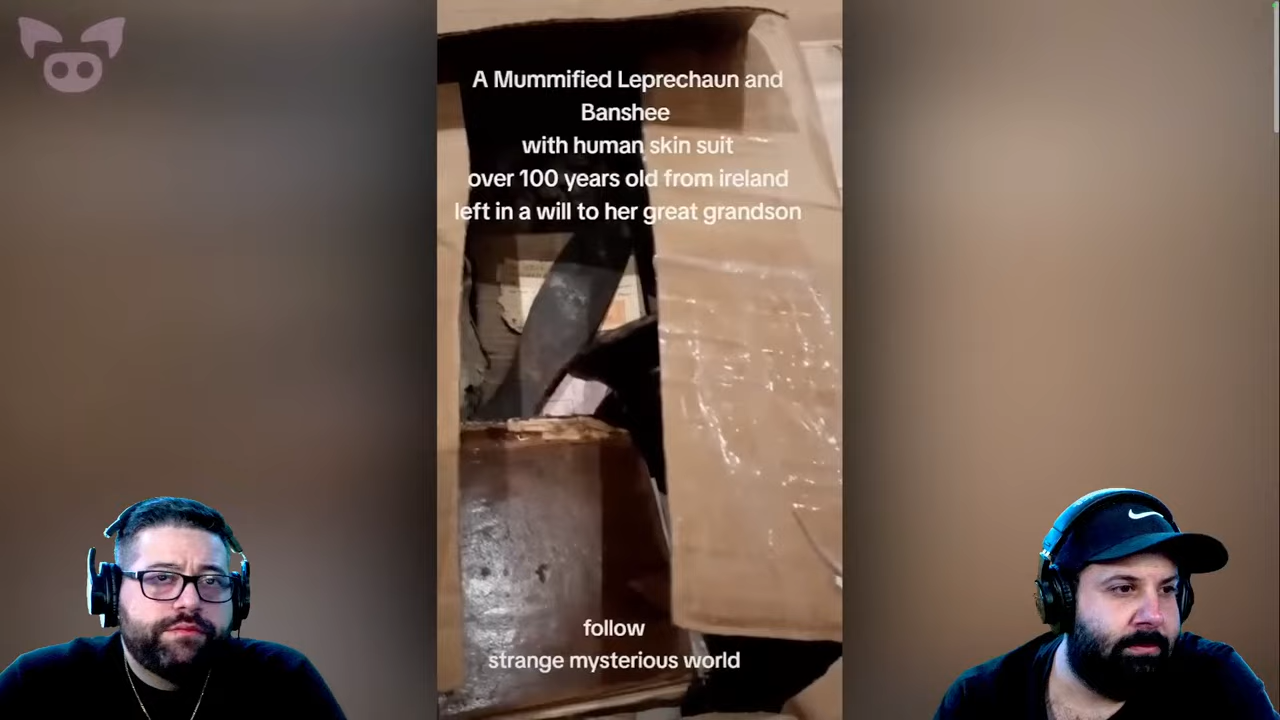 A Mummified Leprechaun and
Banshee
with human skin suit
over 100 years old from ireland
left in a will to her great grandson
follow
strange mysterious world